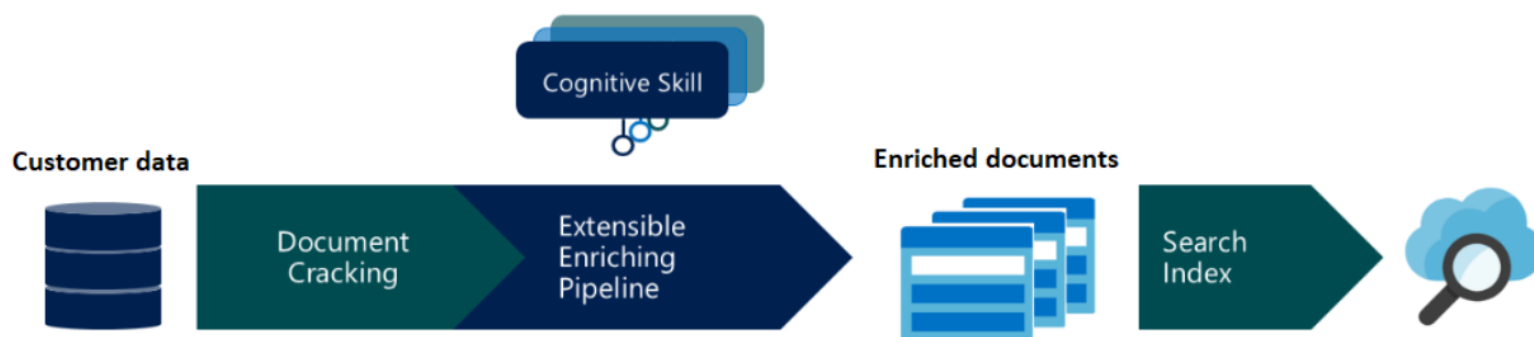 Cognitive Skill
Customer data
Enriched documents
Document
Cracking
Extensible
Enriching
Pipeline
Search
Index